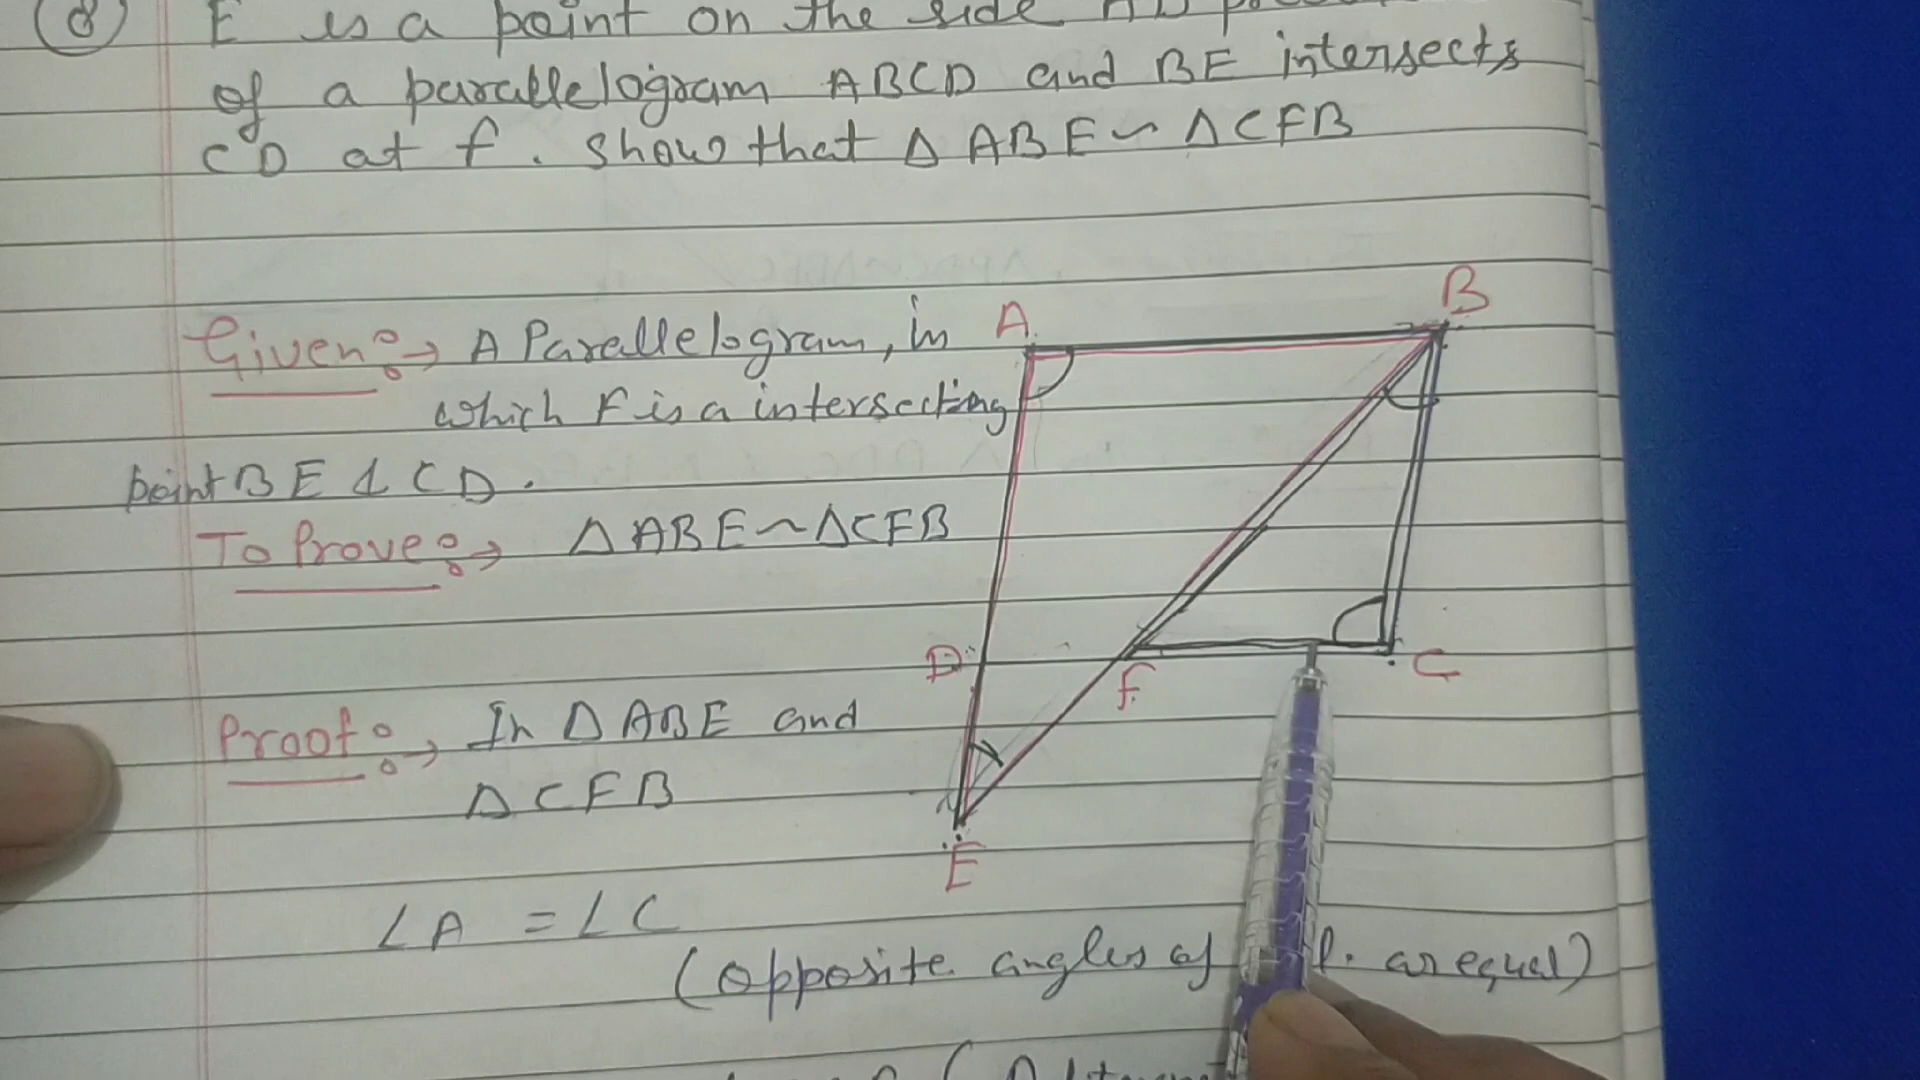 8 E is a point on the side AD
of a parallelogram ABCD and BE intersects
CD at f. Show that Δ ABE ~ Δ CFB
Given :→ A Parallelogram, in
which F is a intersecting
point BE & CD.
To Prove :→ Δ ABE ~ Δ CFB
Proof :→ In Δ ABE and
Δ CFB
∠A = ∠C
(opposite angles of ar equal)
A
B
D
f
C
E